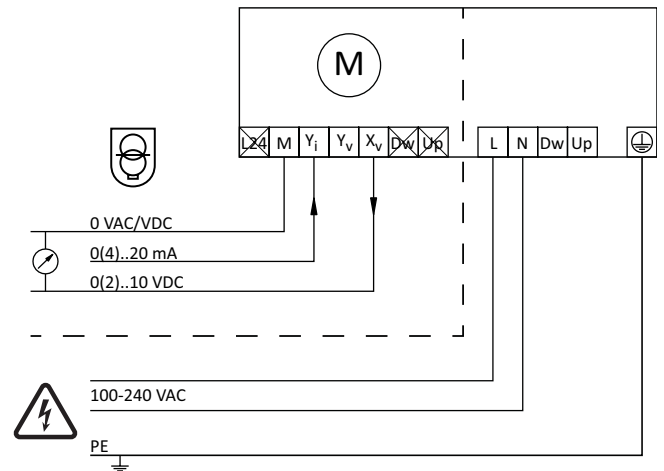 M
L24 M Yi Yv Xv Dw Up L N Dw Up
0 VAC/VDC
0(4)..20 mA
0(2)..10 VDC
100-240 VAC
PE